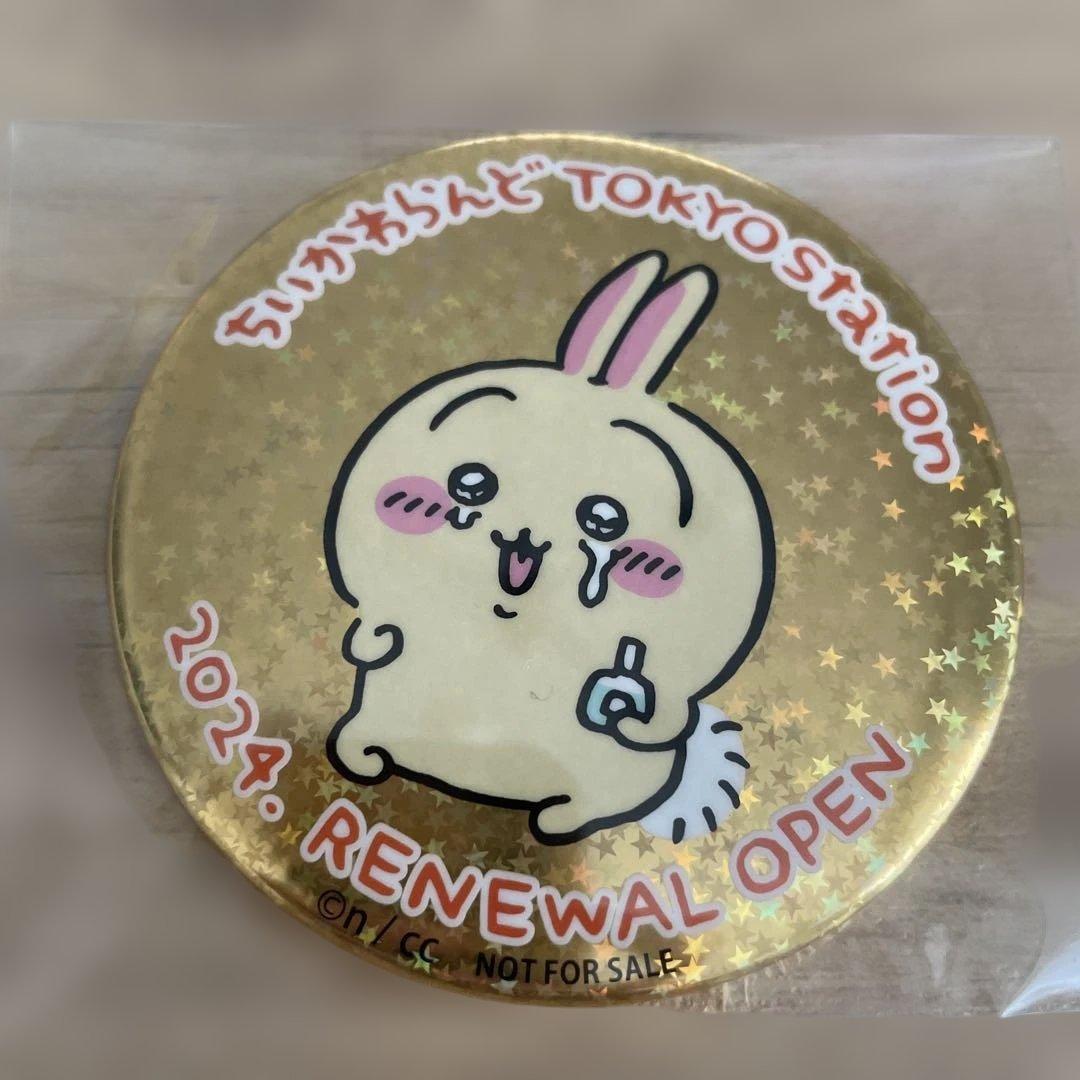 ちいかわらんど TOKYO Station
2024. RENEWAL OPEN
©n / CC NOT FOR SALE